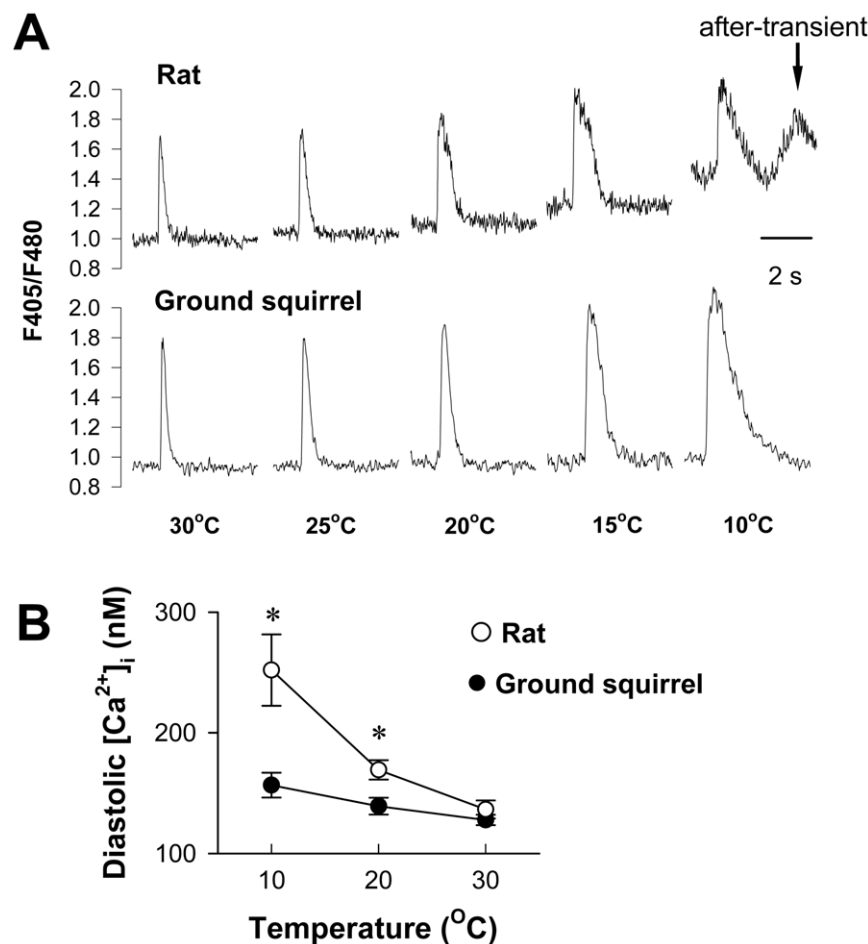 A
after-transient
Rat
2.0
1.8
1.6
1.4
1.2
1.0
0.8
2 s
F405/F480
Ground squirrel
2.0
1.8
1.6
1.4
1.2
1.0
0.8
30°C 25°C 20°C 15°C 10°C
B
Diastolic [Ca²⁺]ᵢ (nM)
300
200
100
*
*
Rat
Ground squirrel
10 20 30
Temperature (°C)